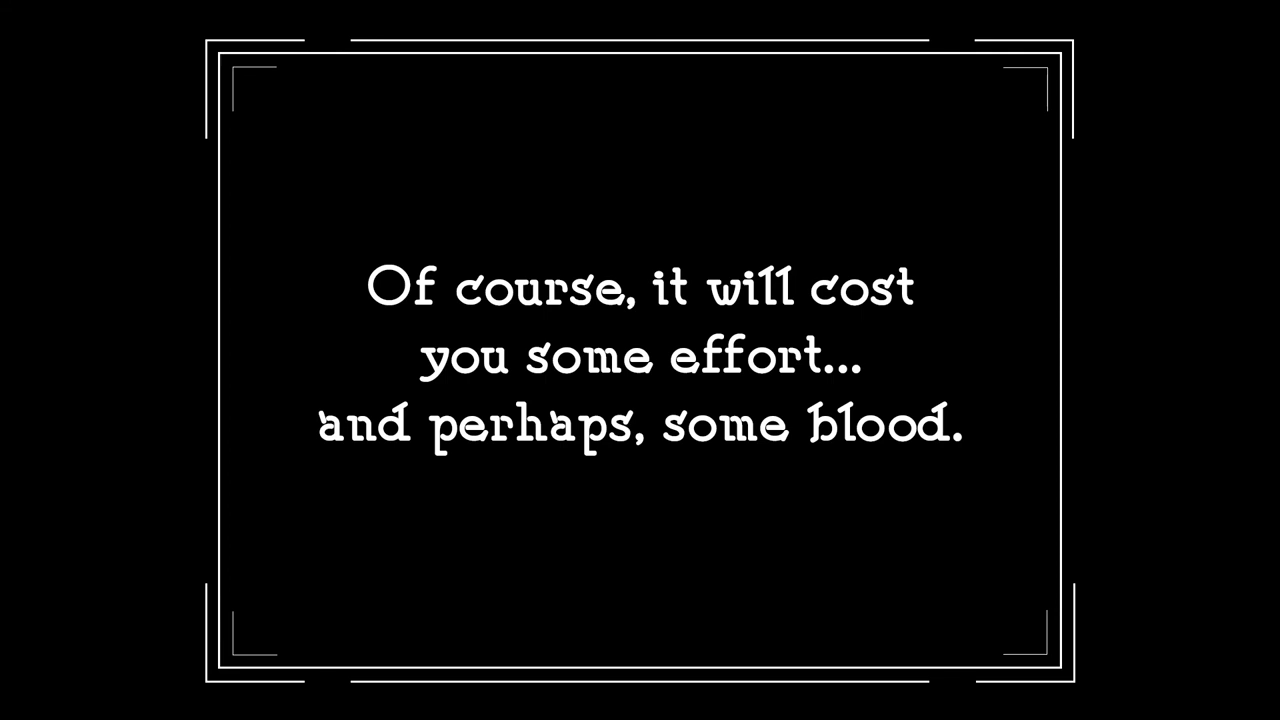 Of course, it will cost
you some effort...
and perhaps, some blood.